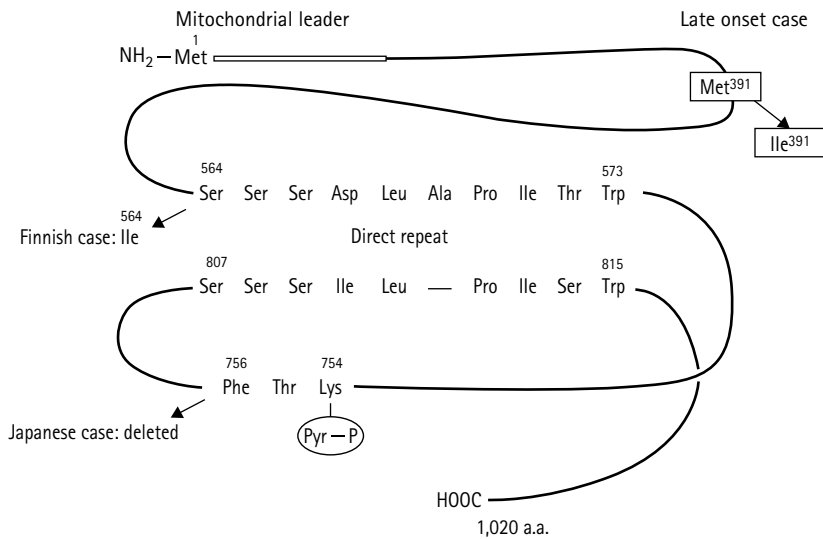 Mitochondrial leader
Late onset case
1
NH2–Met
Met391
Ile391
564 573
Ser Ser Ser Asp Leu Ala Pro Ile Thr Trp
564
Finnish case: Ile
Direct repeat
807 815
Ser Ser Ser Ile Leu — Pro Ile Ser Trp
756 754
Phe Thr Lys
Japanese case: deleted
Pyr–P
HOOC
1,020 a.a.